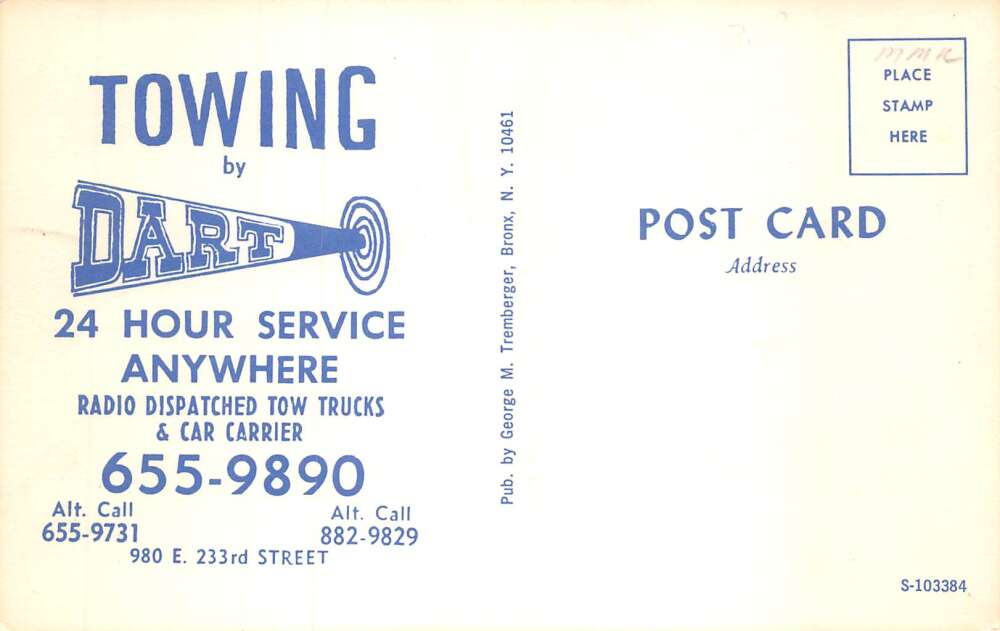 TOWING
by
DART
24 HOUR SERVICE
ANYWHERE
RADIO DISPATCHED TOW TRUCKS
& CAR CARRIER
655-9890
Alt. Call
655-9731
Alt. Call
882-9829
980 E. 233rd STREET
Pub. by George M. Tremberger, Bronx, N. Y. 10461
PLACE
STAMP
HERE
POST CARD
Address
S-103384